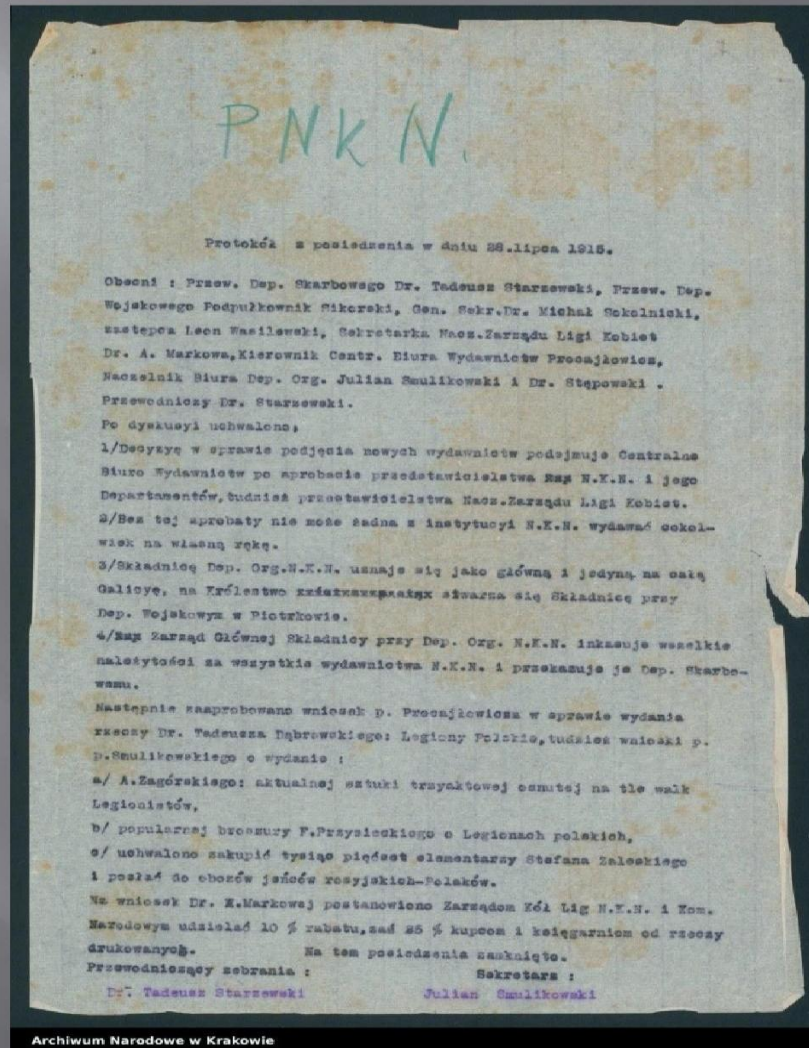 PNKN.
Protokół z posiedzenia w dniu 28.lipca 1915.
Obecni : Przew. Dep. Skarbowego Dr. Tadeusz Starzewski, Przew. Dep.
Wojskowego Podpułkownik Sikorski, Gen. Sekr.Dr. Michał Sokolnicki,
zastępca Leon Wasilewski, Sekretarka Nacz.Zarządu Ligi Kobiet
Dr. A. Markowa,Kierownik Centr. Biura Wydawnictw Procajłowicz,
Naczelnik Biura Dep. Org. Julian Smulikowski i Dr. Stępowski .
Przewodniczy Dr. Starzewski.
Po dyskusyi uchwalono,
1/Decyzyę w sprawie podjęcia nowych wydawnictw podejmuje Centralne
Biuro Wydawnictw po aprobacie przedstawicielstwa N.K.N. i jego
Departamentów,tudzież przestawicielstwa Nacz.Zarządu Ligi Kobiet.
2/Bez tej aprobaty nie może żadna z instytucyi N.K.N. wydawać cokol-
wiek na własną rękę.
3/Składnicę Dep. Org.N.K.N. uznaje się jako główną i jedyną na całą
Galicyę, na Królestwo stwarza się Składnicę przy
Dep. Wojskowym w Piotrkowie.
4/ Zarząd Głównej Składnicy przy Dep. Org. N.K.N. inkasuje wszelkie
należytości za wszystkie wydawnictwa N.K.N. i przekazuje je Dep. Skarbo-
wemu.
Następnie zaaprobowano wniosek p. Procajłowicza w sprawie wydania
rzeczy Dr. Tadeusza Dąbrowskiego: Legiony Polskie,tudzież wnioski p.
p.Smulikowskiego o wydanie :
a/ A.Zagórskiego: aktualnej sztuki trzyaktowej osnutej na tle walk
Legionistów,
b/ popularnej broszury F.Przysieckiego o Legionach polskich,
c/ uchwalono zakupić tysiąc pięćset elementarzy Stefana Zaleskiego
i posłać do obozów jeńców rosyjskich-Polaków.
Na wniosek Dr. Markowej postanowiono Zarządom Kół Lig N.K.N. i Kom.
Narodowym udzielać 10 % rabatu,zaś 25 % kupcom i księgarniom od rzeczy
drukowanych. Na tem posiedzenie zamknięto.
Przewodniczący zebrania : Sekretarz :
Dr. Tadeusz Starzewski Julian Smulikowski
Archiwum Narodowe w Krakowie